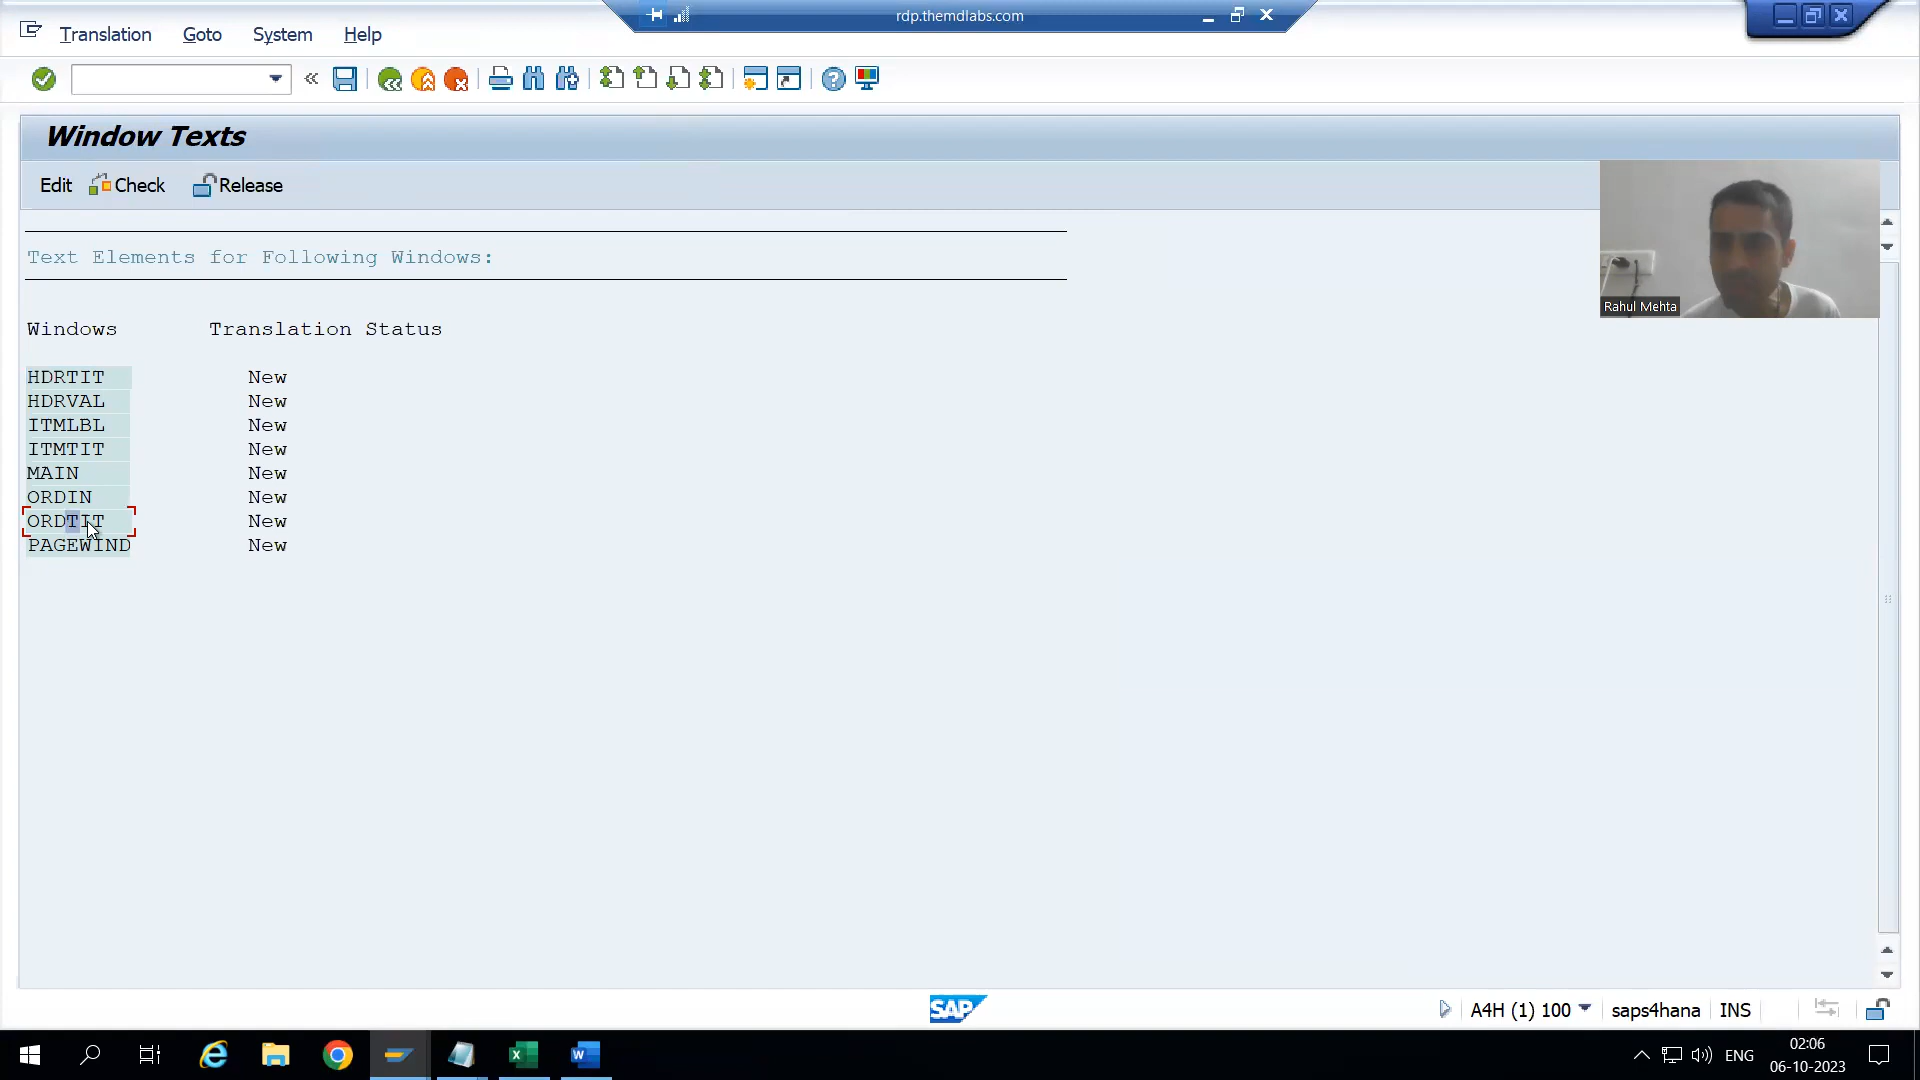 rdp.themdlabs.com
Translation Goto System Help
Window Texts
Edit Check Release
Rahul Mehta
Text Elements for Following Windows:
Windows Translation Status
HDRTIT New
HDRVAL New
ITMLBL New
ITMTIT New
MAIN New
ORDIN New
ORDTIT New
PAGEWIND New
SAP
A4H (1) 100 saps4hana INS
ENG
02:06
06-10-2023